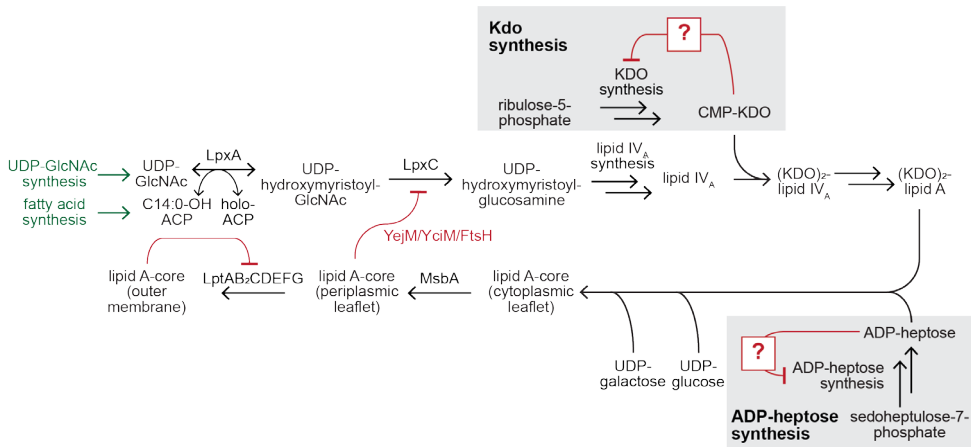 Kdo
synthesis
?
KDO
synthesis
ribulose-5-
phosphate
CMP-KDO
UDP-GlcNAc
synthesis
UDP-
GlcNAc
LpxA
UDP-
hydroxymyristoyl-
GlcNAc
LpxC
UDP-
hydroxymyristoyl-
glucosamine
lipid IVA
synthesis
lipid IVA
(KDO)₂-
lipid IVA
(KDO)₂-
lipid A
fatty acid
synthesis
C14:0-OH
ACP
holo-
ACP
YejM/YciM/FtsH
lipid A-core
(outer
membrane)
LptAB₂CDEFG
lipid A-core
(periplasmic
leaflet)
MsbA
lipid A-core
(cytoplasmic
leaflet)
UDP-
galactose
UDP-
glucose
ADP-heptose
?
ADP-heptose
synthesis
ADP-heptose
synthesis
sedoheptulose-7-
phosphate